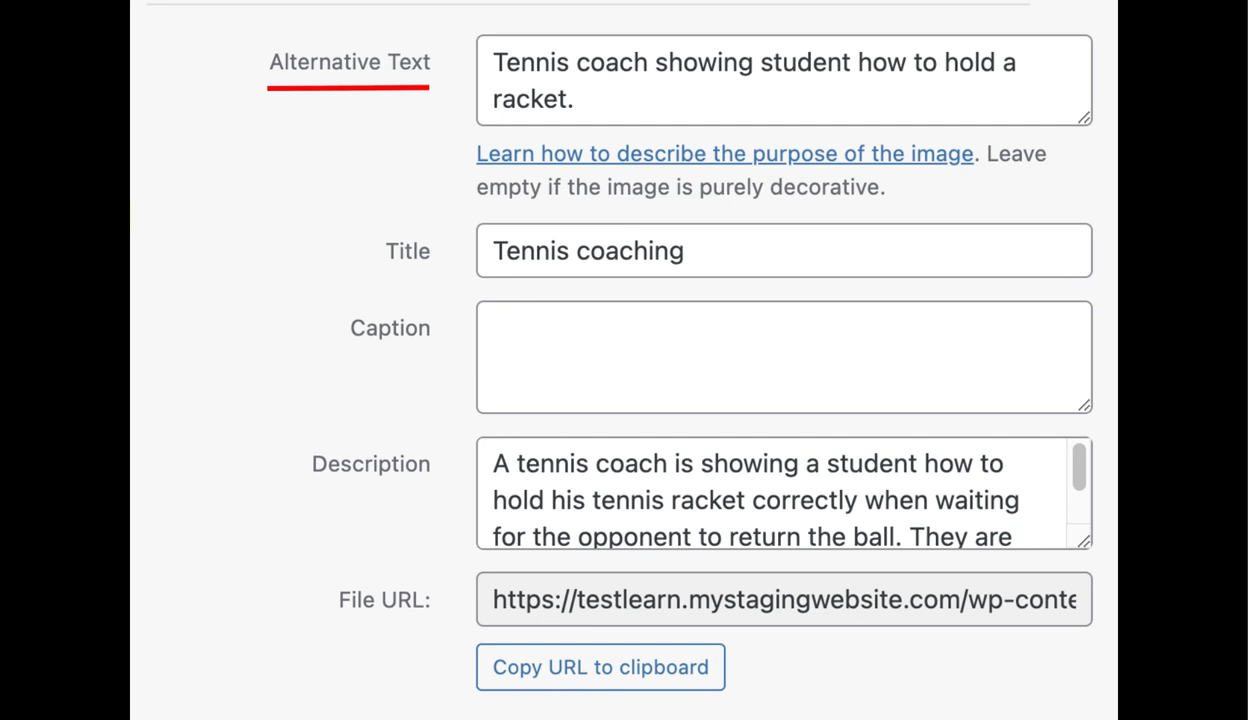 Alternative Text
Tennis coach showing student how to hold a
racket.
Learn how to describe the purpose of the image. Leave
empty if the image is purely decorative.
Title
Tennis coaching
Caption
Description
A tennis coach is showing a student how to
hold his tennis racket correctly when waiting
for the opponent to return the ball. They are
File URL:
https://testlearn.mystagingwebsite.com/wp-conte
Copy URL to clipboard